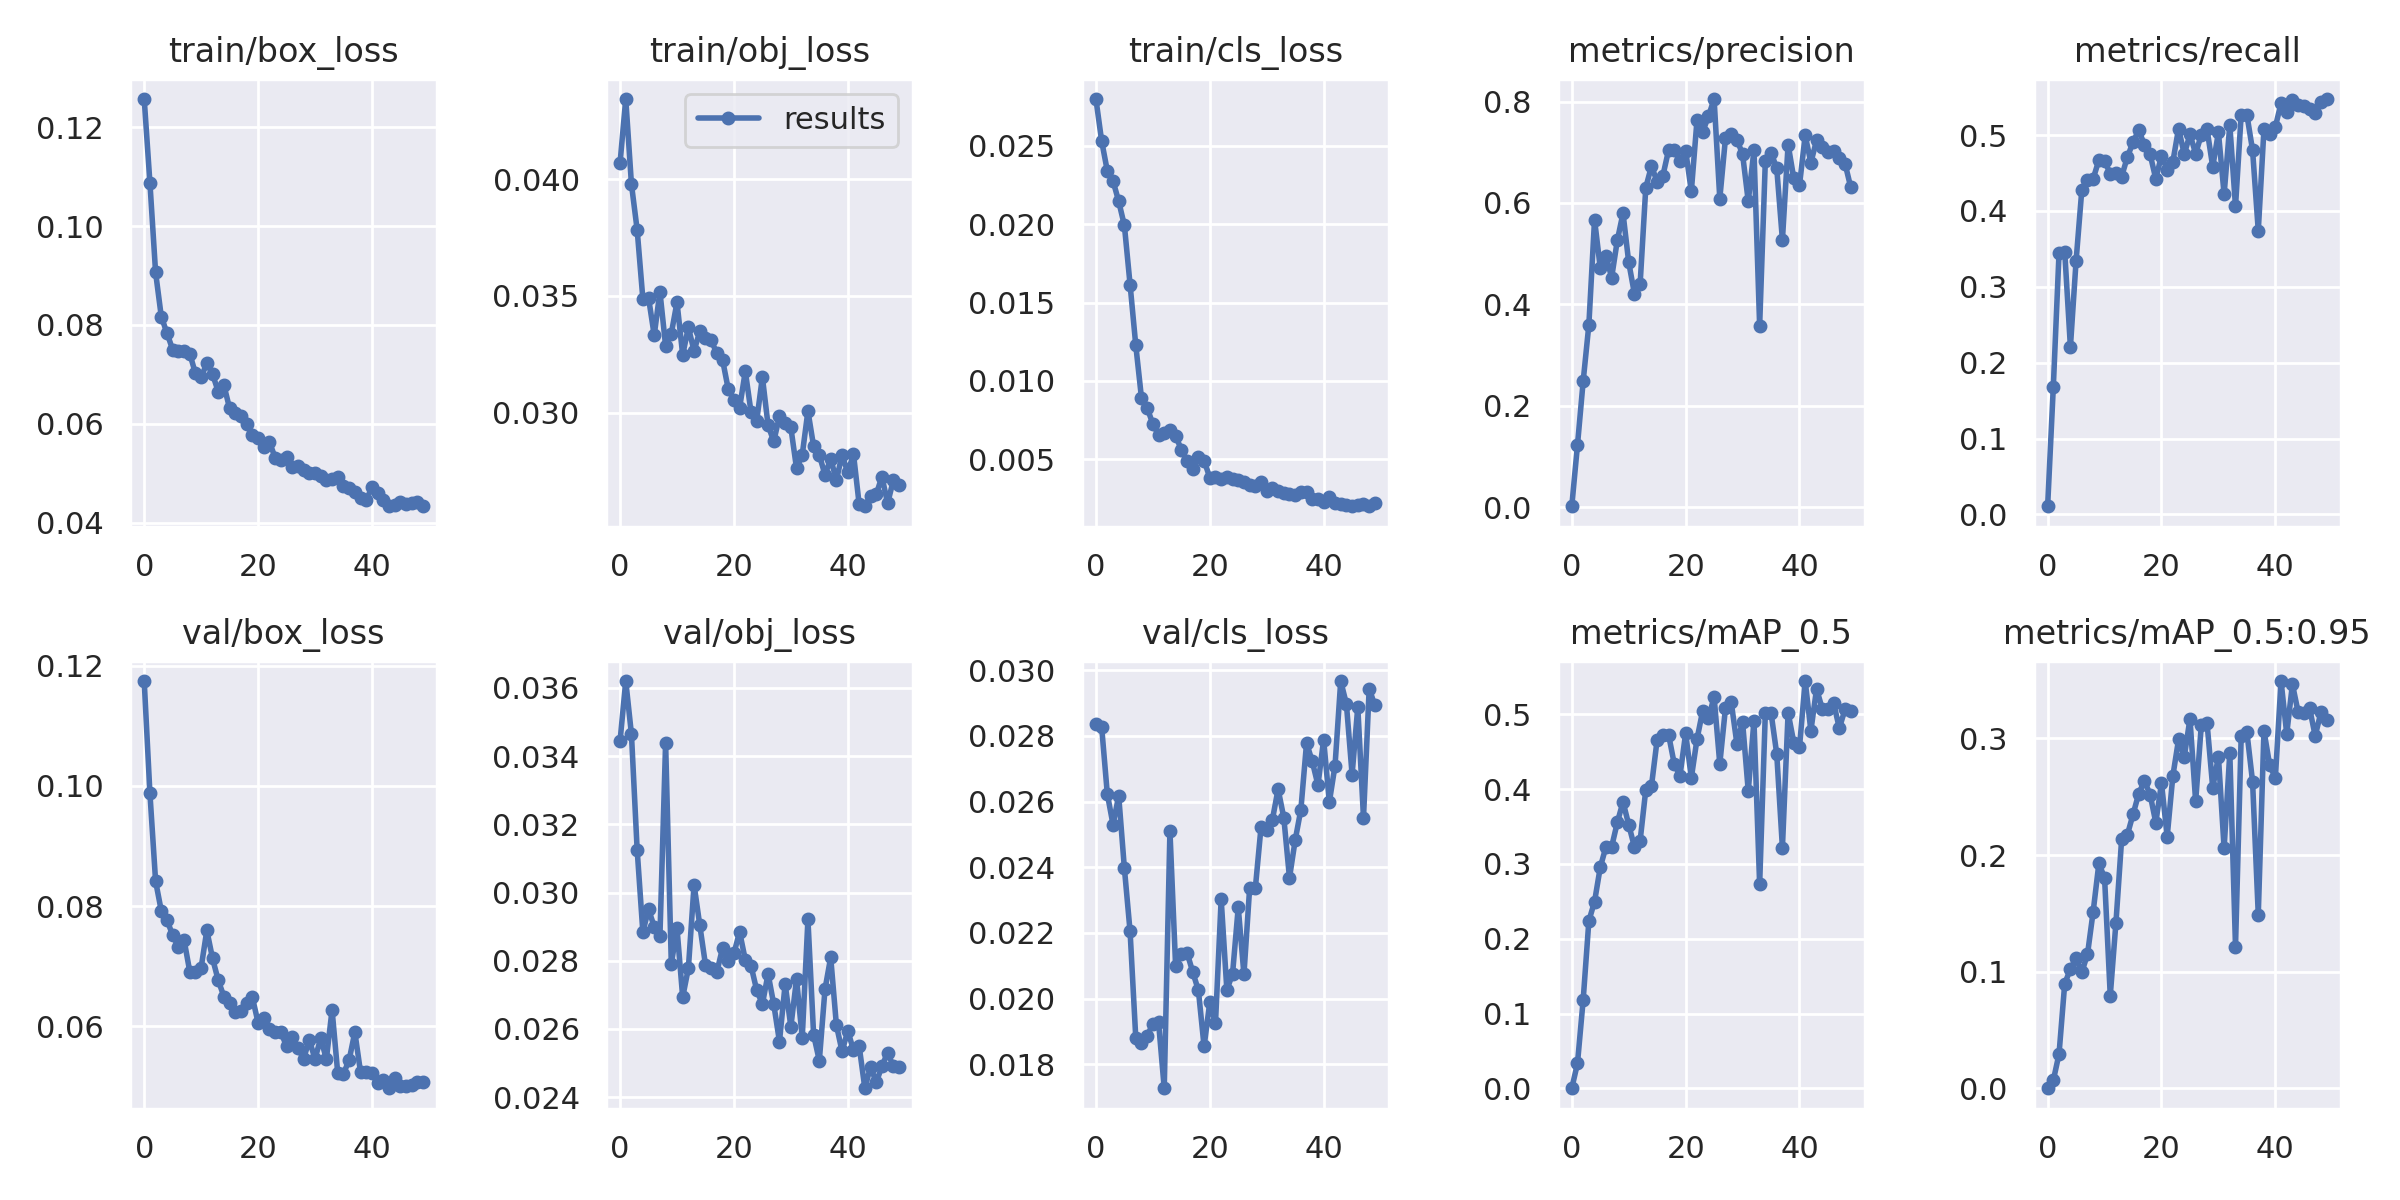 train/box_loss
train/obj_loss
train/cls_loss
metrics/precision
metrics/recall
0.12
0.10
0.08
0.06
0.04
0 20 40
results
0.040
0.035
0.030
0 20 40
0.025
0.020
0.015
0.010
0.005
0 20 40
0.8
0.6
0.4
0.2
0.0
0 20 40
0.5
0.4
0.3
0.2
0.1
0.0
0 20 40
val/box_loss
val/obj_loss
val/cls_loss
metrics/mAP_0.5
metrics/mAP_0.5:0.95
0.12
0.10
0.08
0.06
0 20 40
0.036
0.034
0.032
0.030
0.028
0.026
0.024
0 20 40
0.030
0.028
0.026
0.024
0.022
0.020
0.018
0 20 40
0.5
0.4
0.3
0.2
0.1
0.0
0 20 40
0.3
0.2
0.1
0.0
0 20 40